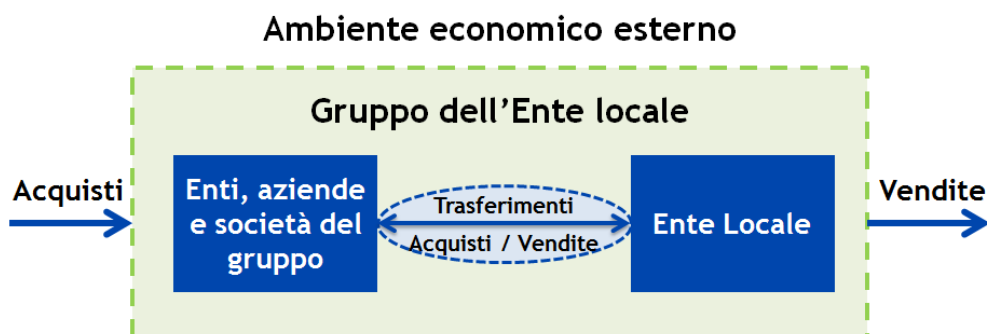 Ambiente economico esterno
Gruppo dell'Ente locale
Acquisti
Enti, aziende
e società del
gruppo
Trasferimenti
Acquisti / Vendite
Ente Locale
Vendite